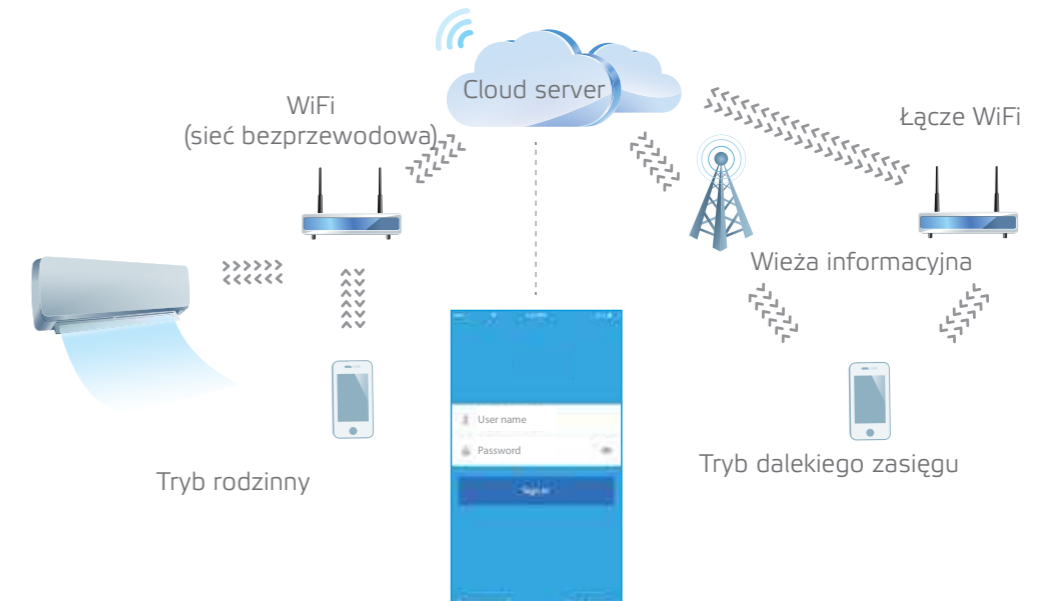 Cloud server
WiFi
(sieć bezprzewodowa)
Łącze WiFi
Wieża informacyjna
User name
Password
Sign in
Tryb rodzinny
Tryb dalekiego zasięgu